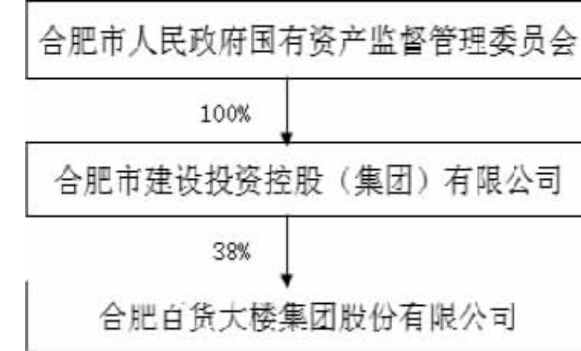 合肥市人民政府国有资产监督管理委员会
100%
合肥市建设投资控股（集团）有限公司
38%
合肥百货大楼集团股份有限公司